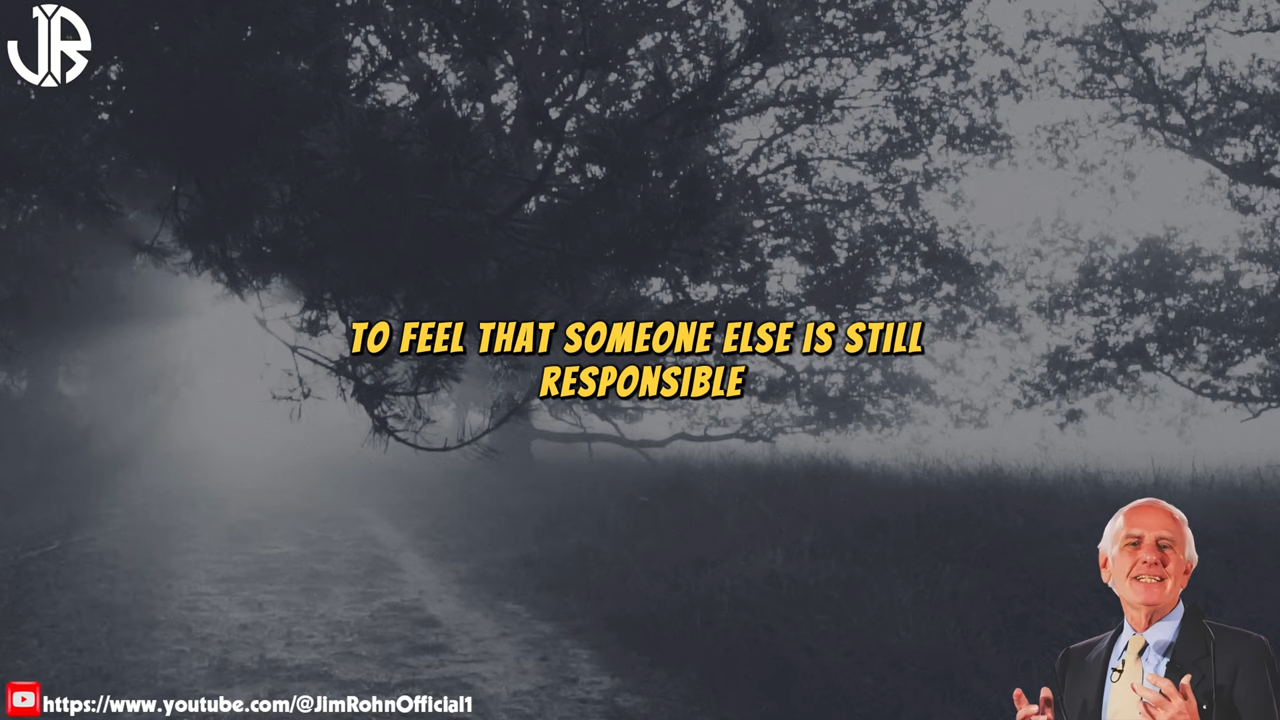 JR
TO FEEL THAT SOMEONE ELSE IS STILL
RESPONSIBLE
https://www.youtube.com/@JimRohnOfficial1